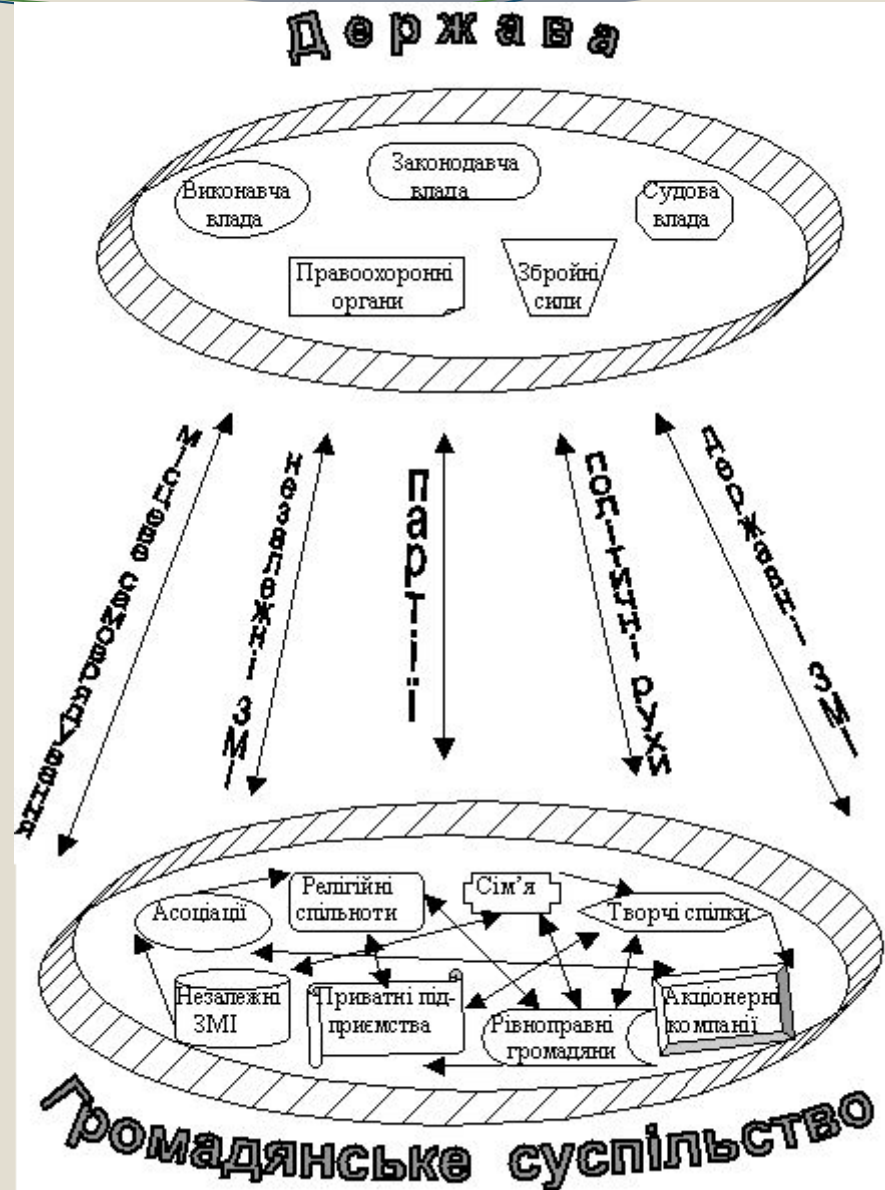 Держава
Виконавча
влада
Законодавча
влада
Судова
влада
Правоохоронні
органи
Збройні
сили
місцеве самоврядування
незалежні ЗМІ
партії
політичні рухи
державні ЗМІ
Асоціації
Релігійні
спільноти
Сім’я
Творчі спілки
Незалежні
ЗМІ
Приватні під-
приємства
Рівноправні
громадяни
Акціонерні
компанії
Громадянське суспільство